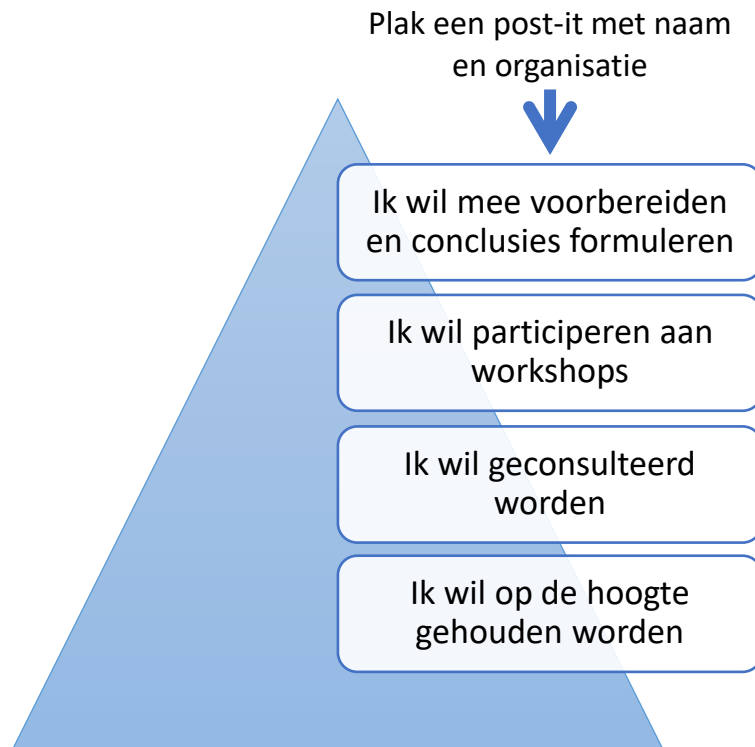 Plak een post-it met naam
en organisatie
Ik wil mee voorbereiden
en conclusies formuleren
Ik wil participeren aan
workshops
Ik wil geconsulteerd
worden
Ik wil op de hoogte
gehouden worden